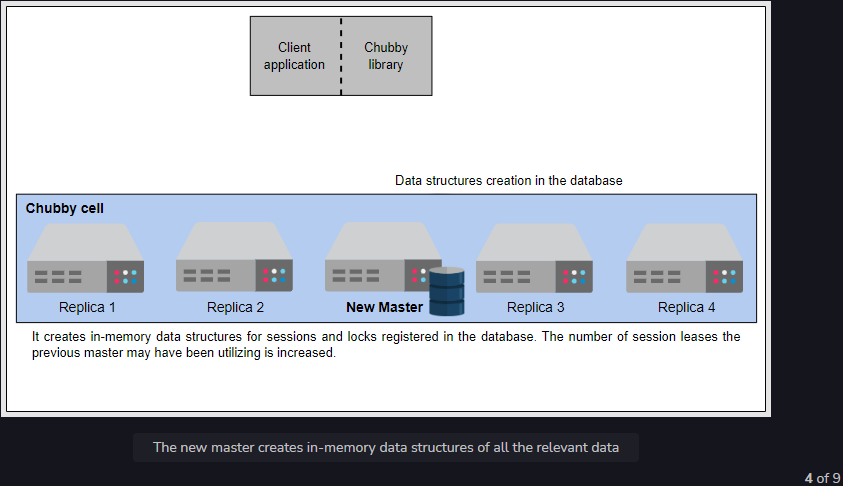 Client
application
Chubby
library
Data structures creation in the database
Chubby cell
Replica 1
Replica 2
New Master
Replica 3
Replica 4
It creates in-memory data structures for sessions and locks registered in the database. The number of session leases the
previous master may have been utilizing is increased.
The new master creates in-memory data structures of all the relevant data
4 of 9